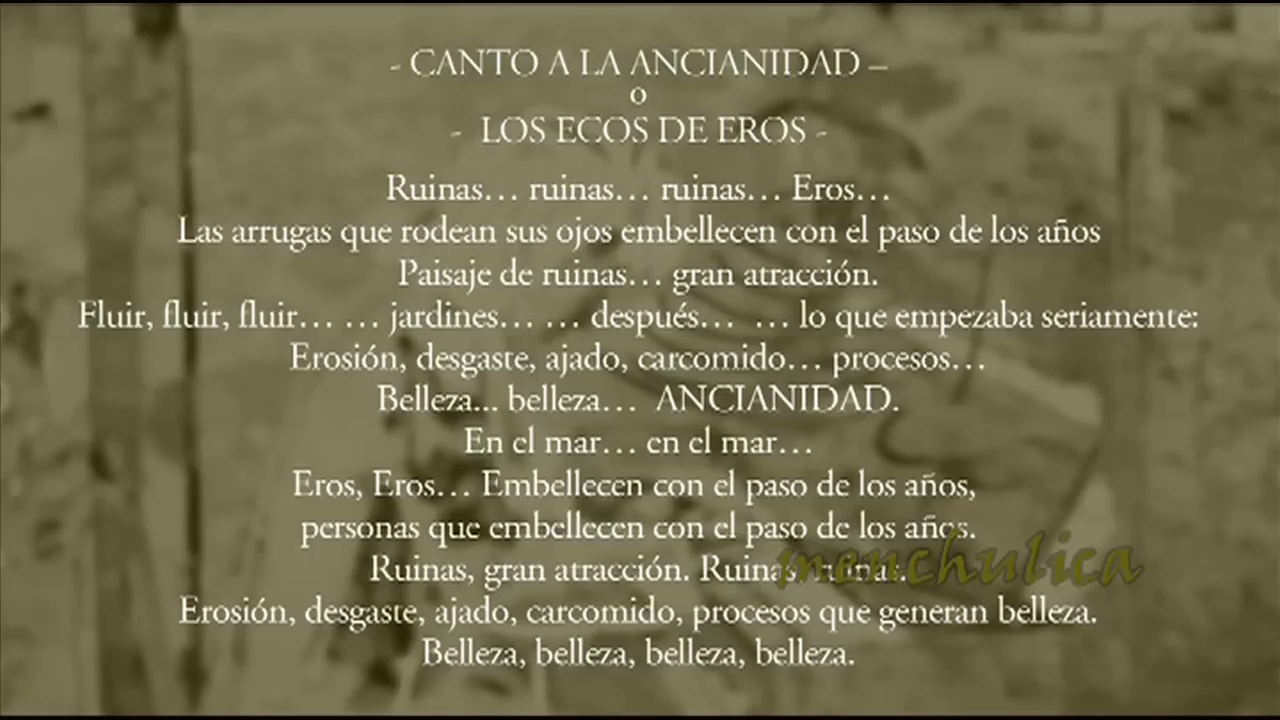 - CANTO A LA ANCIANIDAD –
o
- LOS ECOS DE EROS -
Ruinas… ruinas… ruinas… Eros…
Las arrugas que rodean sus ojos embellecen con el paso de los años
Paisaje de ruinas… gran atracción.
Fluir, fluir, fluir… … jardines… … después… … lo que empezaba seriamente:
Erosión, desgaste, ajado, carcomido… procesos…
Belleza... belleza… ANCIANIDAD.
En el mar… en el mar…
Eros, Eros… Embellecen con el paso de los años,
personas que embellecen con el paso de los años.
Ruinas, gran atracción. Ruinas, ruinas.
menchulica
Erosión, desgaste, ajado, carcomido, procesos que generan belleza.
Belleza, belleza, belleza, belleza.